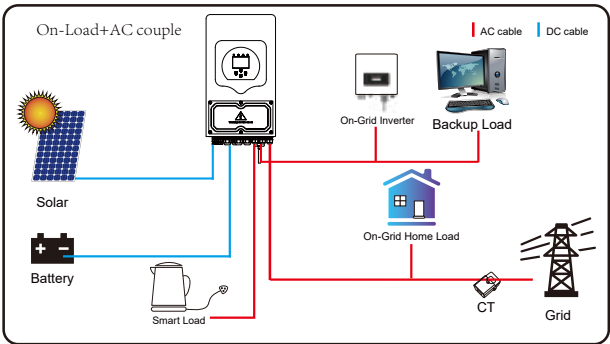 On-Load+AC couple
AC cable
DC cable
On-Grid Inverter
Backup Load
Solar
On-Grid Home Load
Battery
Smart Load
CT
Grid